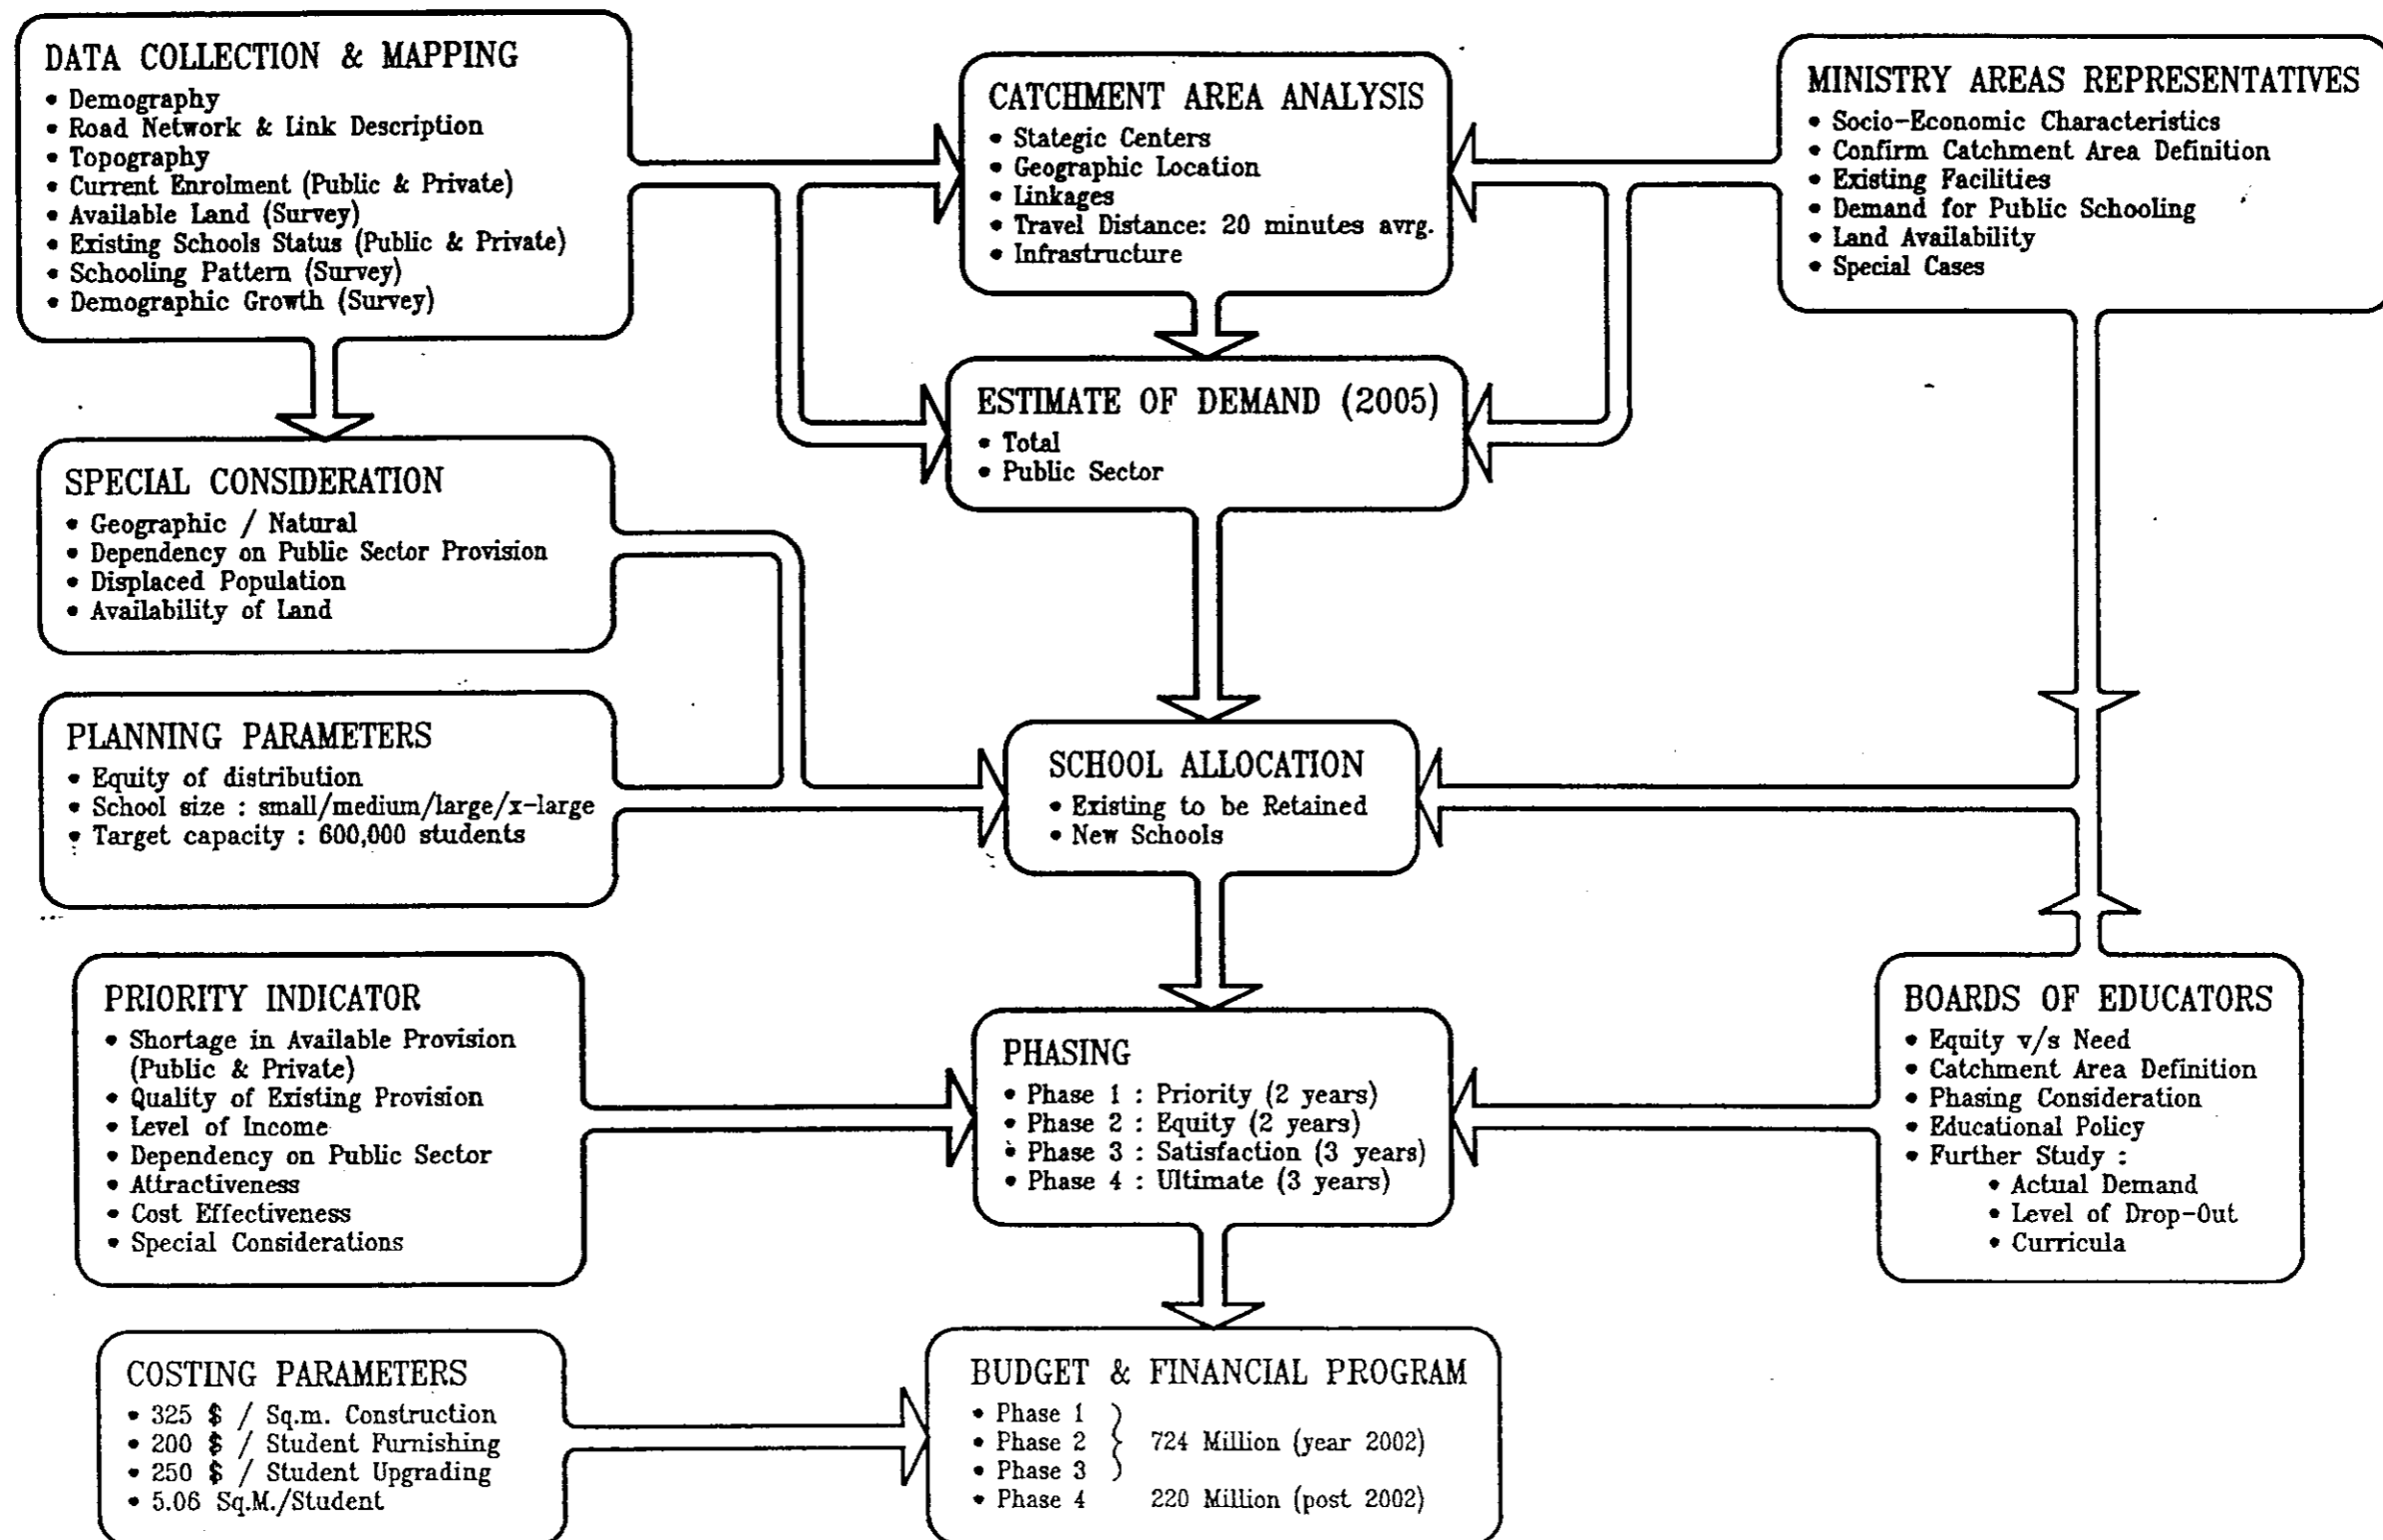 DATA COLLECTION & MAPPING
• Demography
• Road Network & Link Description
• Topography
• Current Enrolment (Public & Private)
• Available Land (Survey)
• Existing Schools Status (Public & Private)
• Schooling Pattern (Survey)
• Demographic Growth (Survey)
CATCHMENT AREA ANALYSIS
• Stategic Centers
• Geographic Location
• Linkages
• Travel Distance: 20 minutes avrg.
• Infrastructure
MINISTRY AREAS REPRESENTATIVES
• Socio-Economic Characteristics
• Confirm Catchment Area Definition
• Existing Facilities
• Demand for Public Schooling
• Land Availability
• Special Cases
ESTIMATE OF DEMAND (2005)
• Total
• Public Sector
SPECIAL CONSIDERATION
• Geographic / Natural
• Dependency on Public Sector Provision
• Displaced Population
• Availability of Land
PLANNING PARAMETERS
• Equity of distribution
• School size : small/medium/large/x-large
• Target capacity : 600,000 students
SCHOOL ALLOCATION
• Existing to be Retained
• New Schools
PRIORITY INDICATOR
• Shortage in Available Provision
(Public & Private)
• Quality of Existing Provision
• Level of Income
• Dependency on Public Sector
• Attractiveness
• Cost Effectiveness
• Special Considerations
PHASING
• Phase 1 : Priority (2 years)
• Phase 2 : Equity (2 years)
• Phase 3 : Satisfaction (3 years)
• Phase 4 : Ultimate (3 years)
BOARDS OF EDUCATORS
• Equity v/s Need
• Catchment Area Definition
• Phasing Consideration
• Educational Policy
• Further Study :
• Actual Demand
• Level of Drop-Out
• Curricula
COSTING PARAMETERS
• 325 $ / Sq.m. Construction
• 200 $ / Student Furnishing
• 250 $ / Student Upgrading
• 5.06 Sq.M./Student
BUDGET & FINANCIAL PROGRAM
• Phase 1
• Phase 2 724 Million (year 2002)
• Phase 3
• Phase 4 220 Million (post 2002)